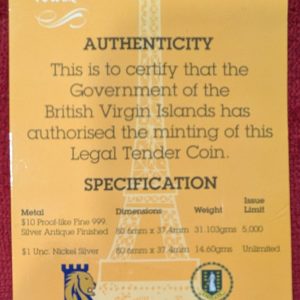 AUTHENTICITY
This is to certify that the
Government of the
British Virgin Islands has
authorised the minting of this
Legal Tender Coin.
SPECIFICATION
Metal Dimensions Weight Issue Limit
$10 Proof-like Fine 999. Silver Antique Finished 80.6mm x 37.4mm 31.103gms 5,000
$1 Unc. Nickel Silver 80.6mm x 37.4mm 14.60gms Unlimited